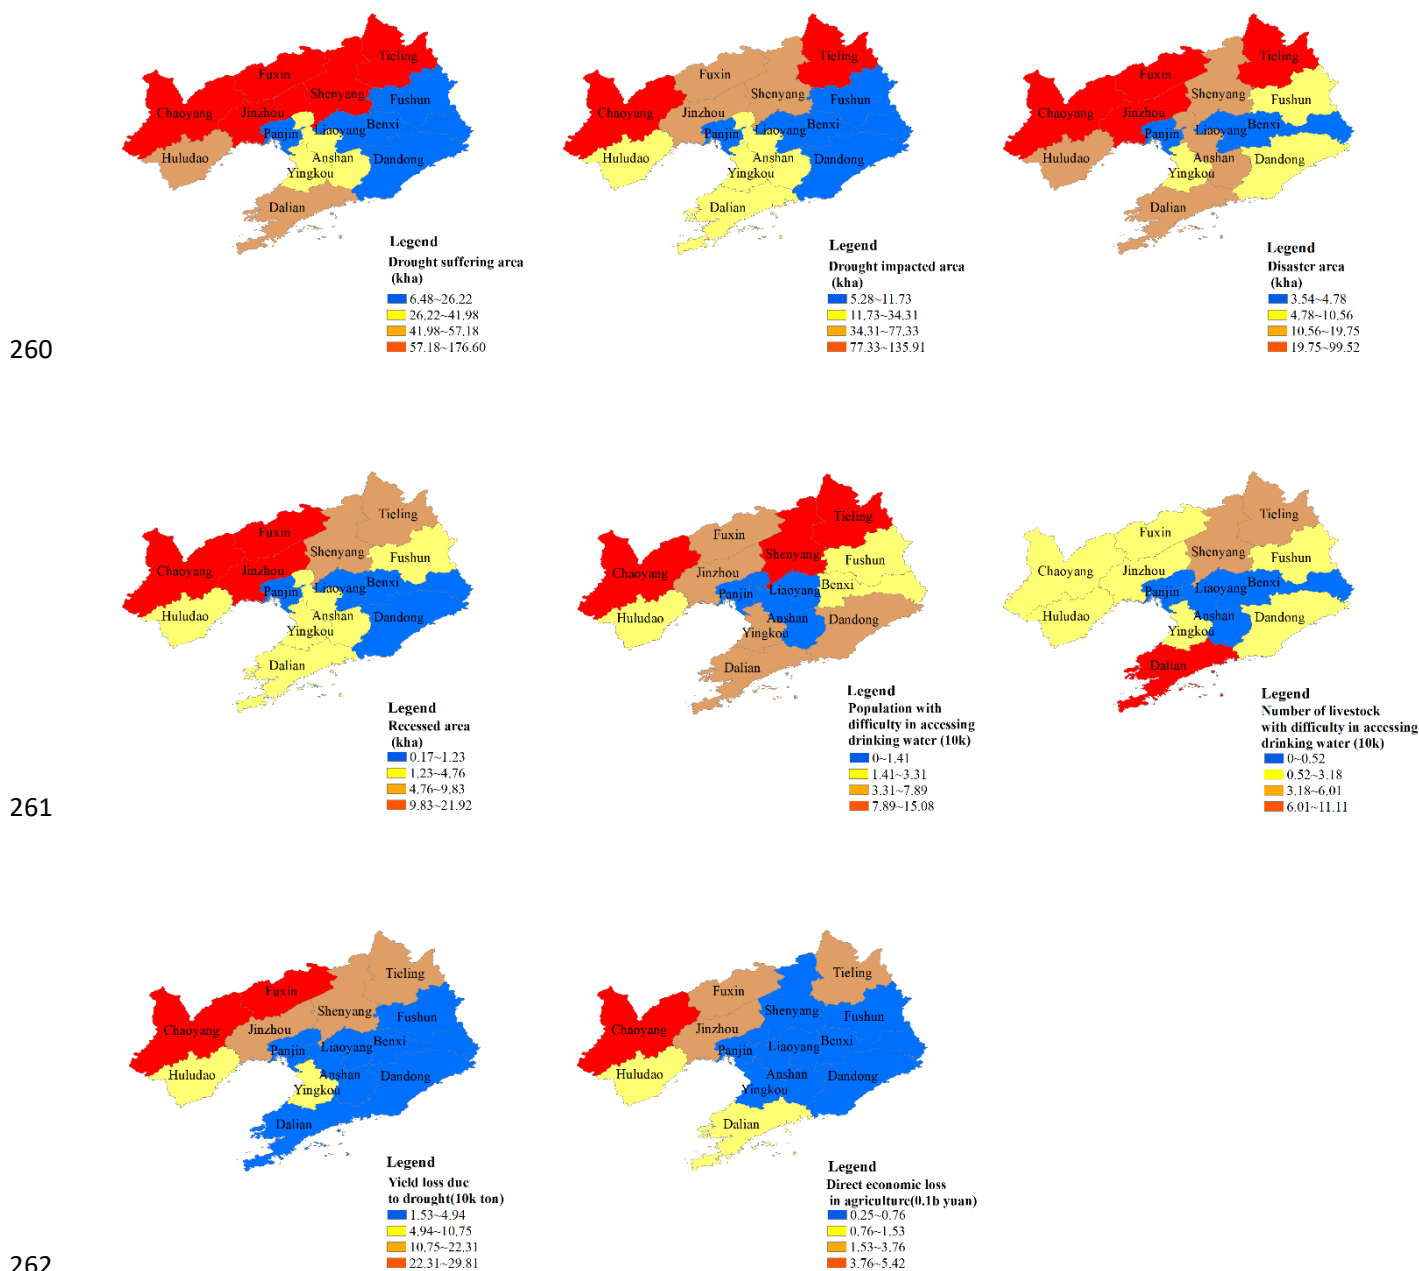 Tieling
Fuxin
Shenyang
Chaoyang
Jinzhou
Fushun
Panjin
Liaoyang
Benxi
Huludao
Anshan
Dandong
Yingkou
Dalian
Legend
Drought suffering area
(kha)
6.48~26.22
26.22~41.98
41.98~57.18
57.18~176.60
Tieling
Fuxin
Shenyang
Chaoyang
Jinzhou
Fushun
Panjin
Liaoyang
Benxi
Huludao
Anshan
Dandong
Yingkou
Dalian
Legend
Drought impacted area
(kha)
5.28~11.73
11.73~34.31
34.31~77.33
77.33~135.91
Tieling
Fuxin
Shenyang
Chaoyang
Jinzhou
Fushun
Panjin
Liaoyang
Benxi
Huludao
Anshan
Dandong
Yingkou
Dalian
Legend
Disaster area
(kha)
3.54~4.78
4.78~10.56
10.56~19.75
19.75~99.52
260
Tieling
Fuxin
Shenyang
Chaoyang
Jinzhou
Fushun
Panjin
Liaoyang
Benxi
Huludao
Anshan
Dandong
Yingkou
Dalian
Legend
Recessed area
(kha)
0.17~1.23
1.23~4.76
4.76~9.83
9.83~21.92
Tieling
Fuxin
Shenyang
Chaoyang
Jinzhou
Fushun
Panjin
Liaoyang
Benxi
Huludao
Anshan
Dandong
Yingkou
Dalian
Legend
Population with
difficulty in accessing
drinking water (10k)
0~1.41
1.41~3.31
3.31~7.89
7.89~15.08
Tieling
Fuxin
Shenyang
Chaoyang
Jinzhou
Fushun
Panjin
Liaoyang
Benxi
Huludao
Anshan
Dandong
Yingkou
Dalian
Legend
Number of livestock
with difficulty in accessing
drinking water (10k)
0~0.52
0.52~3.18
3.18~6.01
6.01~11.11
261
Tieling
Fuxin
Shenyang
Chaoyang
Jinzhou
Fushun
Panjin
Liaoyang
Benxi
Huludao
Anshan
Dandong
Yingkou
Dalian
Legend
Yield loss due
to drought(10k ton)
1.53~4.94
4.94~10.75
10.75~22.31
22.31~29.81
Tieling
Fuxin
Shenyang
Chaoyang
Jinzhou
Fushun
Panjin
Liaoyang
Benxi
Huludao
Anshan
Dandong
Yingkou
Dalian
Legend
Direct economic loss
in agriculture(0.1b yuan)
0.25~0.76
0.76~1.53
1.53~3.76
3.76~5.42
262